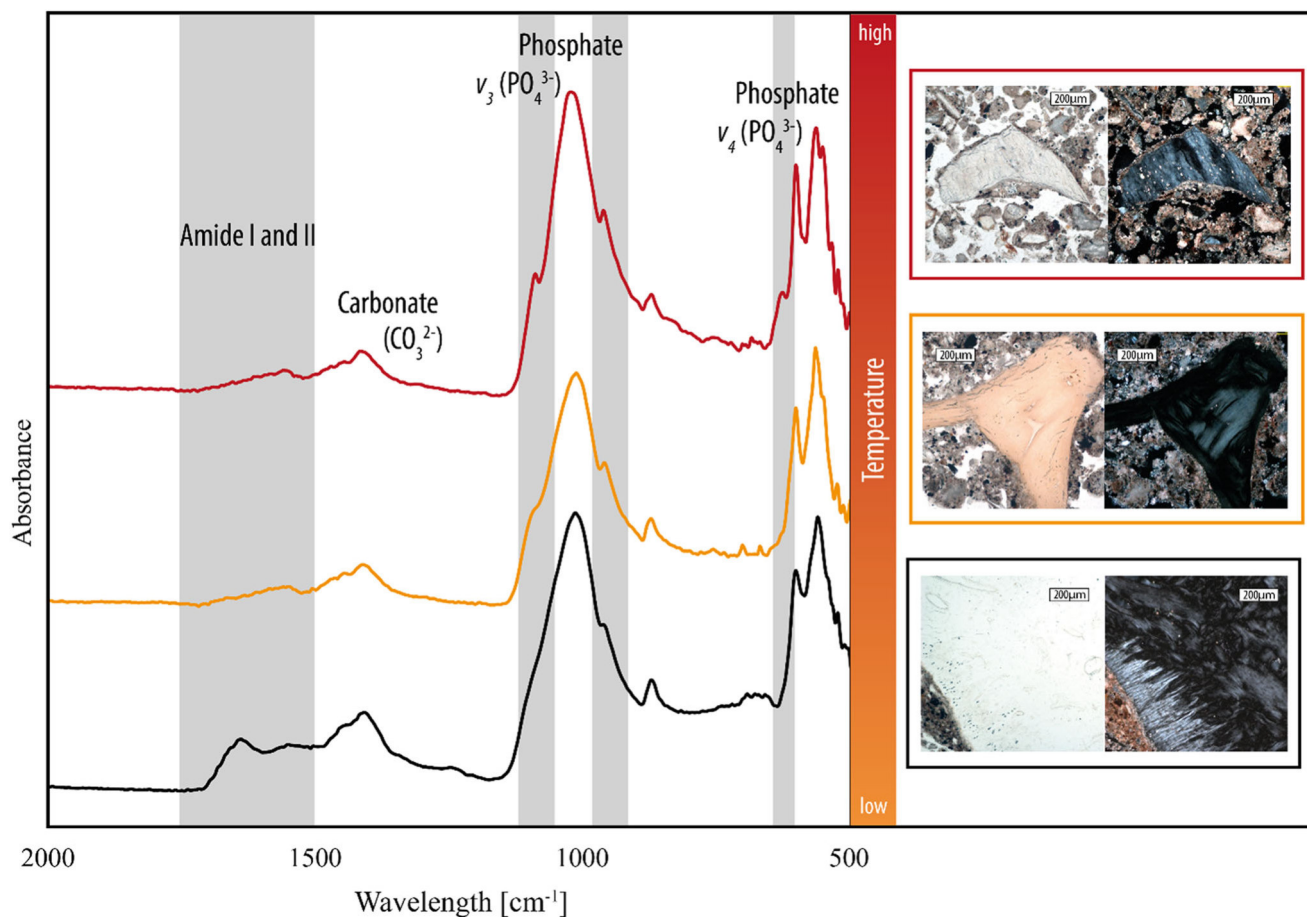 Phosphate
v₃ (PO₄³⁻)
Phosphate
v₄ (PO₄³⁻)
Amide I and II
Carbonate
(CO₃²⁻)
Absorbance
2000
1500
1000
500
Wavelength [cm⁻¹]
high
Temperature
low
200µm
200µm
200µm
200µm
200µm
200µm